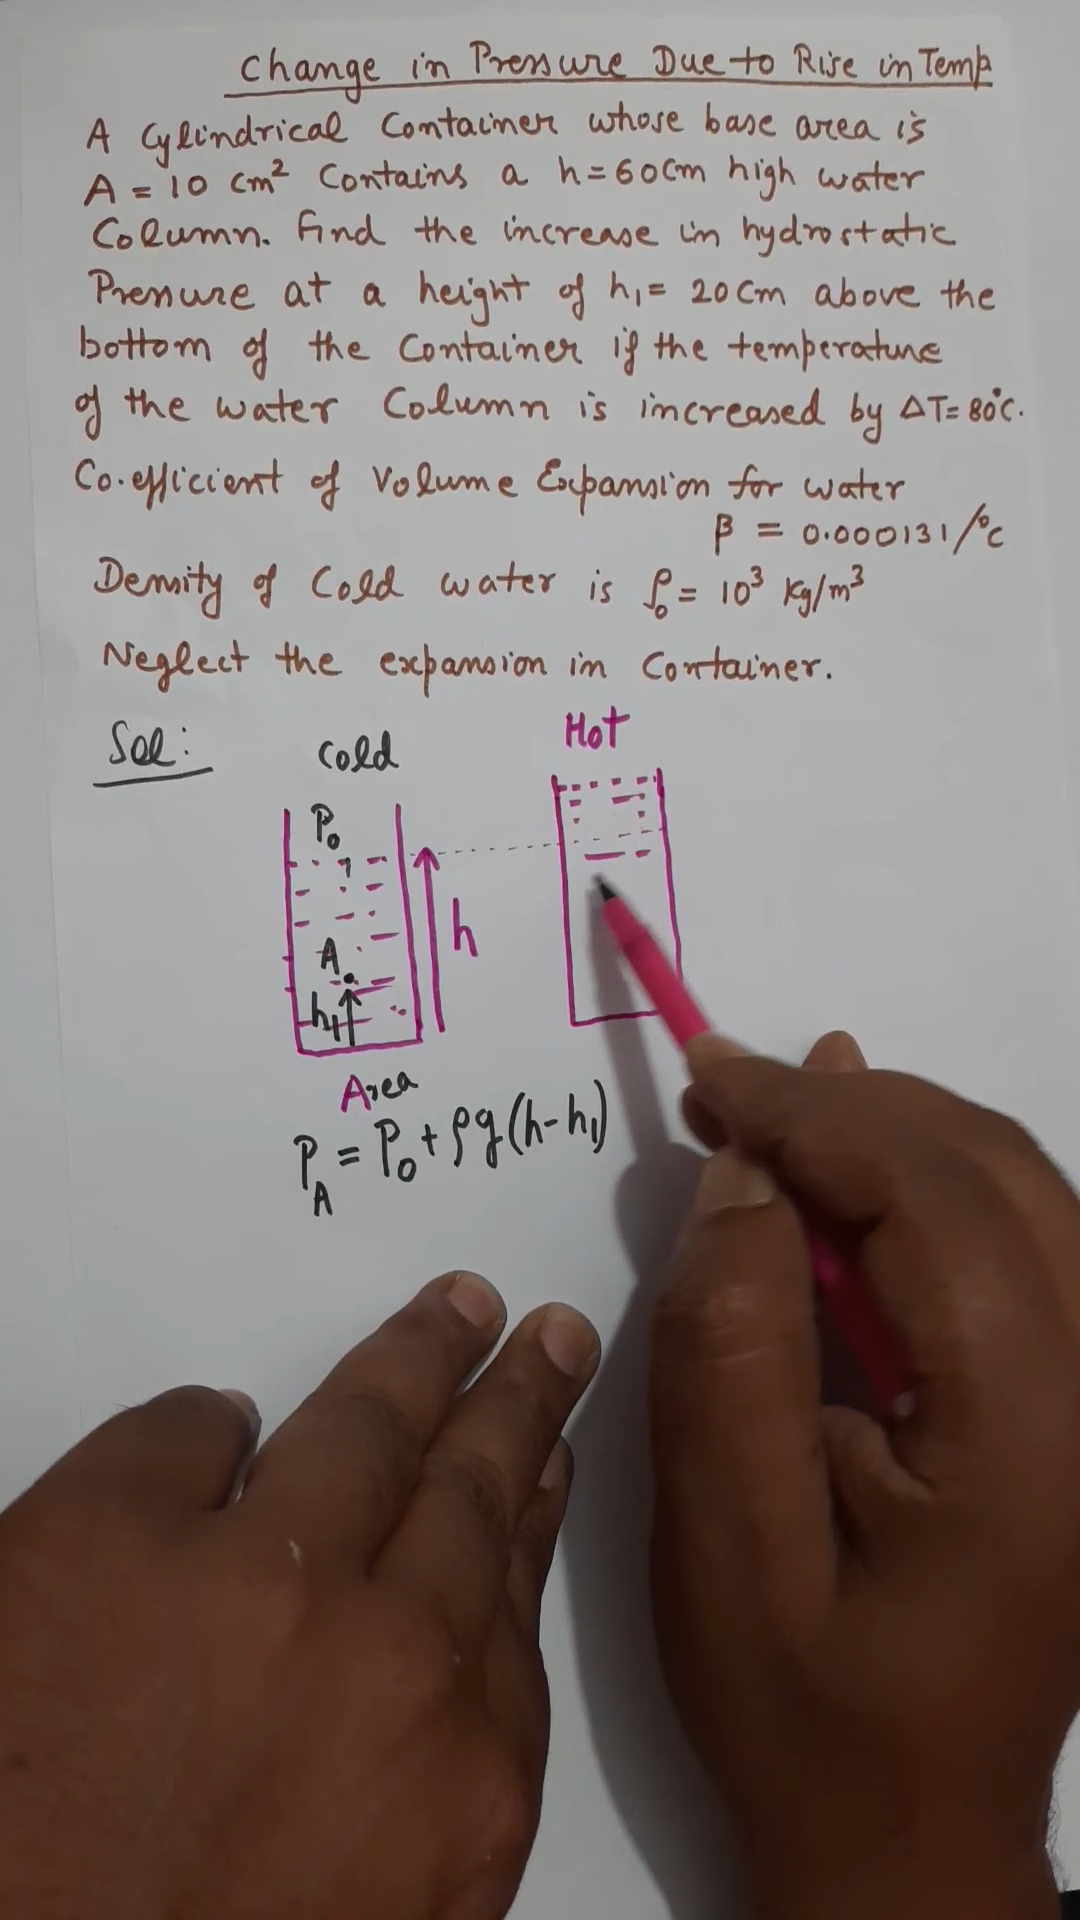 Change in Pressure Due to Rise in Temp
A Cylindrical Container whose base area is
A = 10 cm² Contains a h=60cm high water
Column. Find the increase in hydrostatic
Pressure at a height of h₁= 20cm above the
bottom of the Container if the temperature
of the water Column is increased by ΔT= 80°c.
Co.efficient of Volume Expansion for water
β = 0.000131/°c
Density of Cold water is ρ₀= 10³ Kg/m³
Neglect the expansion in Container.
Sol:
Cold
Hot
P₀
h
A
h₁
Area
P_A = P₀+ ρg(h-h₁)